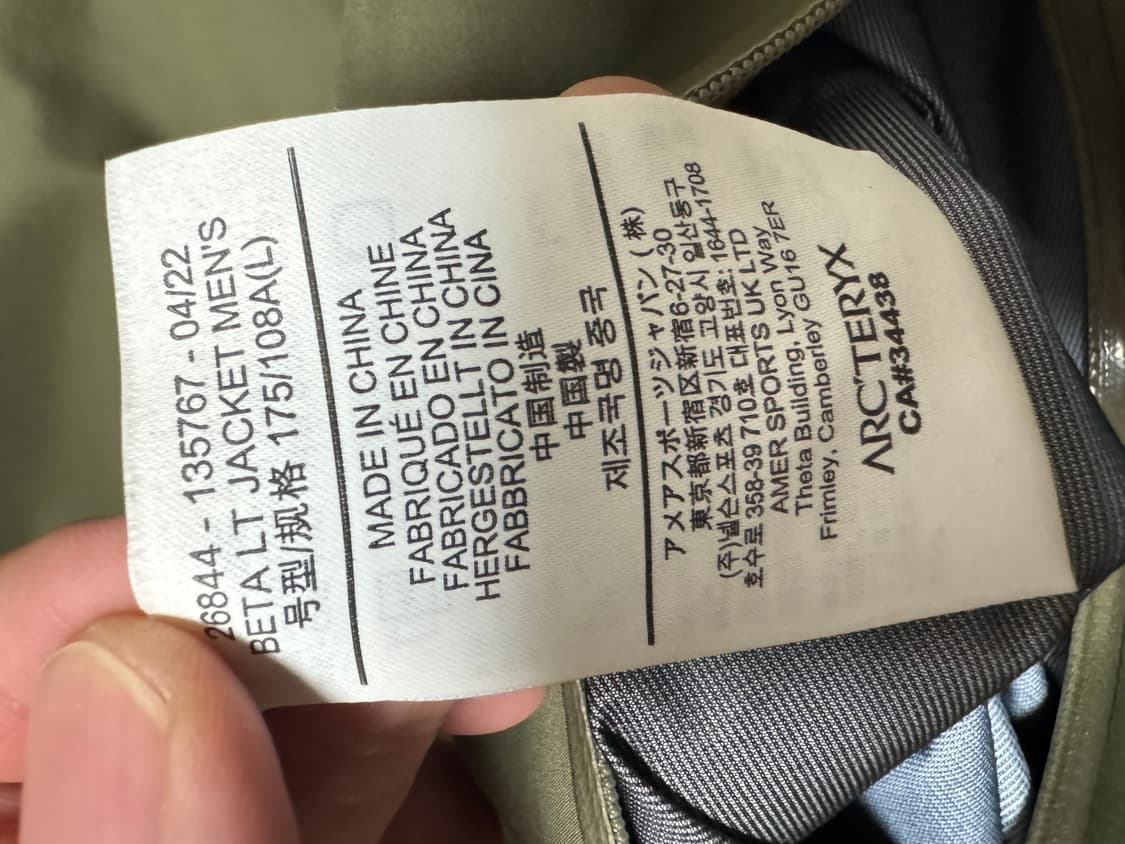 26844 - 135767 - 04/22
BETA LT JACKET MEN'S
号型/规格 175/108A(L)
MADE IN CHINA
FABRIQUÉ EN CHINE
FABRICADO EN CHINA
HERGESTELLT IN CHINA
FABBRICATO IN CINA
中国制造
中国製
제조국명 중국
アメアスポーツジャパン (株)
東京都新宿区新宿6-27-30
(주)넬슨스포츠 경기도 고양시 일산동구
호수로 358-39 710호 대표번호: 1644-1708
AMER SPORTS UK LTD
Theta Building, Lyon Way
Frimley, Camberley GU16 7ER
ARC'TERYX
CA#34438